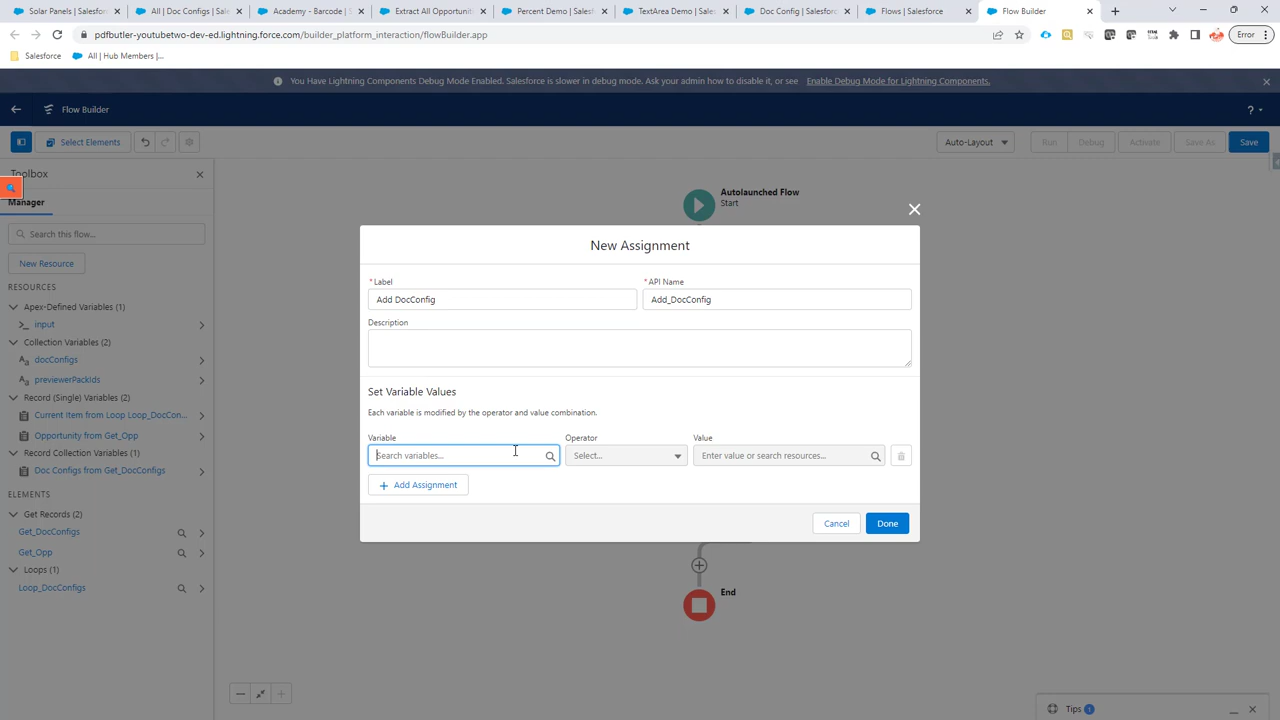 Solar Panels | Salesforc
All | Doc Configs | Sale
Academy - Barcode | S
Extract All Opportuniti
Percent Demo | Salesf
TextArea Demo | Sales
Doc Config | Salesforc
Flows | Salesforce
Flow Builder
pdfbutler-youtubetwo-dev-ed.lightning.force.com/builder_platform_interaction/flowBuilder.app
Error
Salesforce
All | Hub Members |...
You Have Lightning Components Debug Mode Enabled. Salesforce is slower in debug mode. Ask your admin how to disable it, or see Enable Debug Mode for Lightning Components.
Flow Builder
?
Select Elements
Auto-Layout
Run
Debug
Activate
Save As
Save
Toolbox
Manager
Search this flow...
New Resource
RESOURCES
Apex-Defined Variables (1)
input
Collection Variables (2)
docConfigs
previewerPackIds
Record (Single) Variables (2)
Current Item from Loop Loop_DocCon...
Opportunity from Get_Opp
Record Collection Variables (1)
Doc Configs from Get_DocConfigs
ELEMENTS
Get Records (2)
Get_DocConfigs
Get_Opp
Loops (1)
Loop_DocConfigs
Autolaunched Flow
Start
New Assignment
* Label
Add DocConfig
* API Name
Add_DocConfig
Description
Set Variable Values
Each variable is modified by the operator and value combination.
Variable
Operator
Value
Search variables...
Select...
Enter value or search resources...
+ Add Assignment
Cancel
Done
End
Tips 1